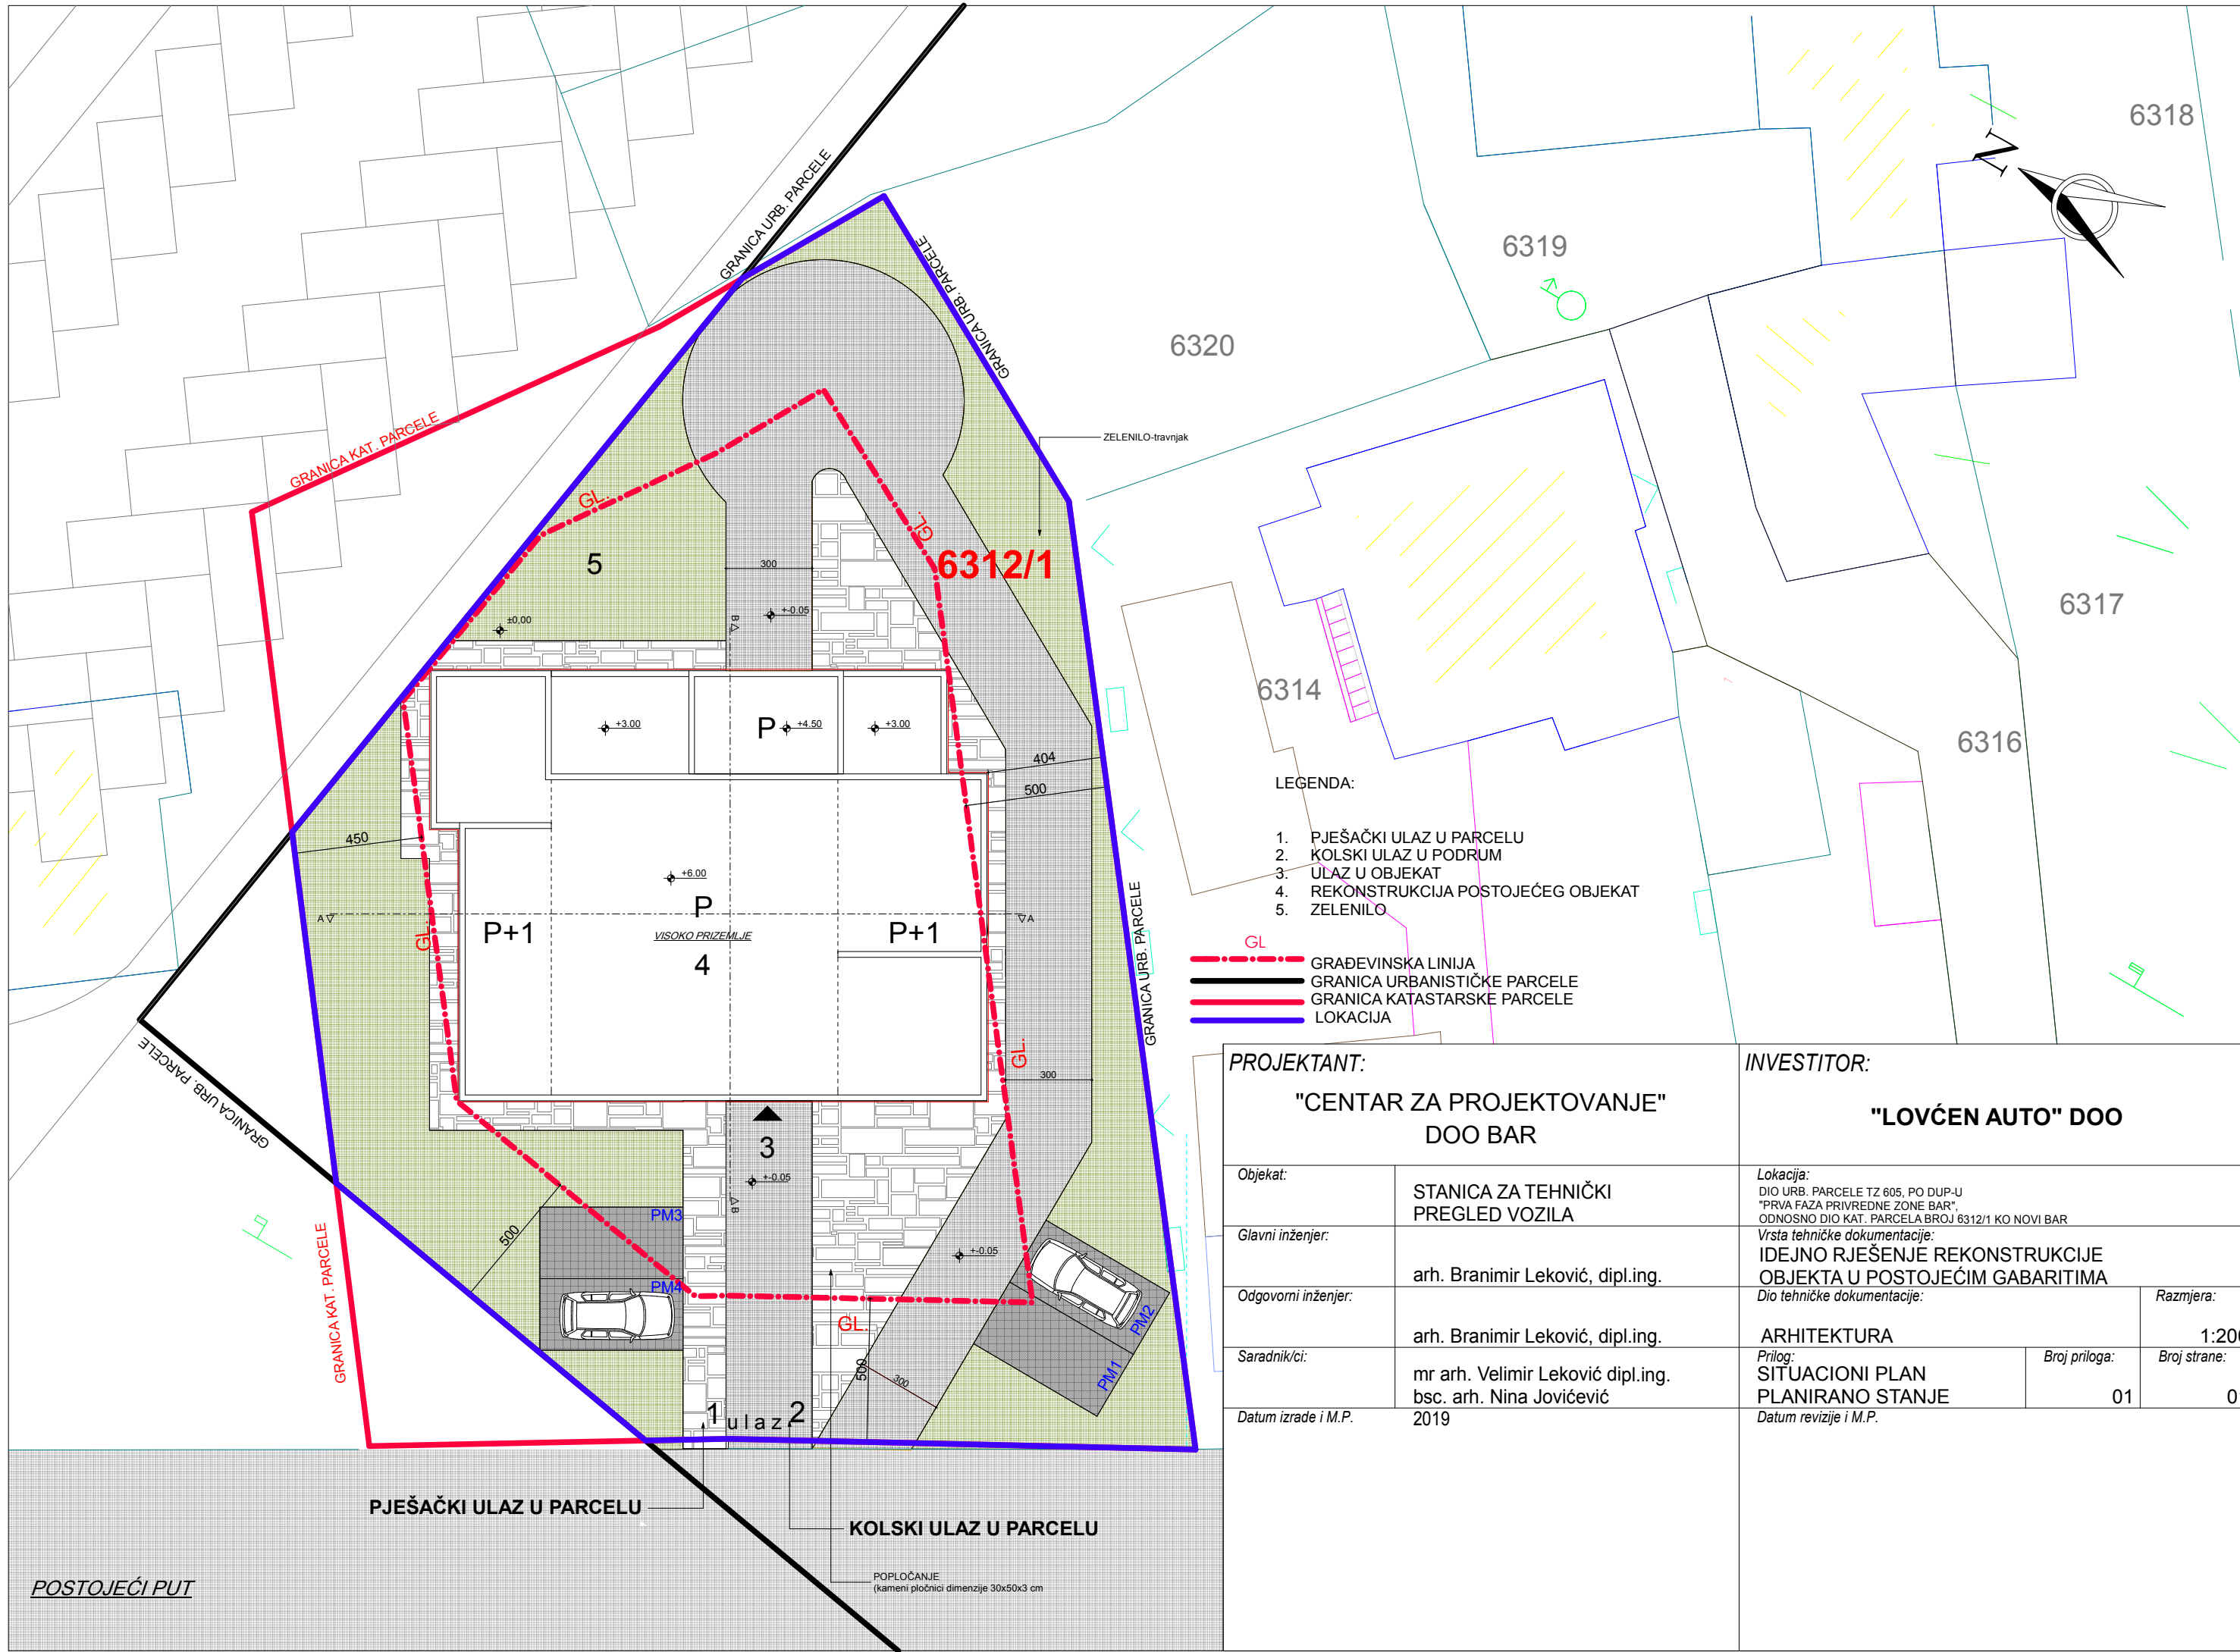 6318
N
GRANICA URB. PARCELE
GRANICA URB. PARCELE
6319
6320
ZELENILO-travnjak
GRANICA KAT. PARCELE
GL.
GL.
5
300
6312/1
±0,00
+-0.05
B
6317
6314
6316
+3.00
P
+4.50
+3.00
404
500
450
+6.00
P
VISOKO PRIZEMLJE
4
P+1
P+1
A
A
GL.
GL.
300
GRANICA URB. PARCELE
GRANICA URB. PARCELE
LEGENDA:
1. PJEŠAČKI ULAZ U PARCELU
2. KOLSKI ULAZ U PODRUM
3. ULAZ U OBJEKAT
4. REKONSTRUKCIJA POSTOJEĆEG OBJEKAT
5. ZELENILO
GL
GRAĐEVINSKA LINIJA
GRANICA URBANISTIČKE PARCELE
GRANICA KATASTARSKE PARCELE
LOKACIJA
3
+-0.05
B
PM3
PM4
500
+-0.05
PM2
PM1
GL.
500
300
GRANICA KAT. PARCELE
1 ulaz 2
PJEŠAČKI ULAZ U PARCELU
KOLSKI ULAZ U PARCELU
POPLOČANJE
(kameni pločnici dimenzije 30x50x3 cm
POSTOJEĆI PUT
PROJEKTANT:
"CENTAR ZA PROJEKTOVANJE"
DOO BAR
INVESTITOR:
"LOVĆEN AUTO" DOO
Objekat:
STANICA ZA TEHNIČKI
PREGLED VOZILA
Lokacija:
DIO URB. PARCELE TZ 605, PO DUP-U
"PRVA FAZA PRIVREDNE ZONE BAR",
ODNOSNO DIO KAT. PARCELA BROJ 6312/1 KO NOVI BAR
Glavni inženjer:
arh. Branimir Leković, dipl.ing.
Vrsta tehničke dokumentacije:
IDEJNO RJEŠENJE REKONSTRUKCIJE
OBJEKTA U POSTOJEĆIM GABARITIMA
Odgovorni inženjer:
arh. Branimir Leković, dipl.ing.
Dio tehničke dokumentacije:
ARHITEKTURA
Razmjera:
Saradnik/ci:
mr arh. Velimir Leković dipl.ing.
bsc. arh. Nina Jovićević
Prilog:
SITUACIONI PLAN
PLANIRANO STANJE
Broj priloga:
01
Broj strane:
Datum izrade i M.P.
2019
Datum revizije i M.P.